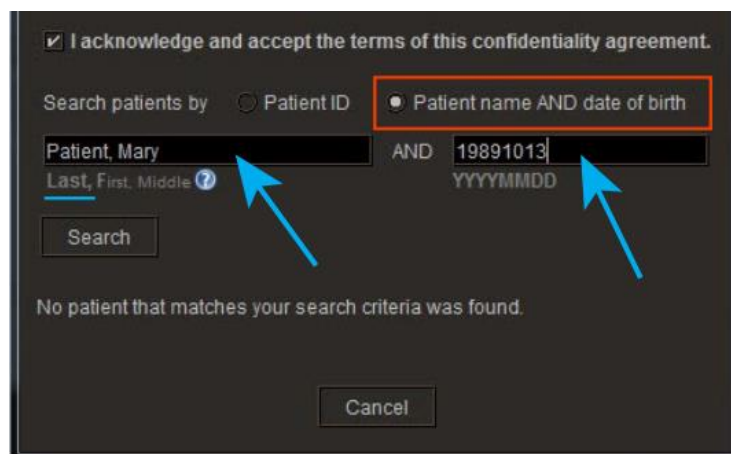 I acknowledge and accept the terms of this confidentiality agreement.
Search patients by Patient ID Patient name AND date of birth
Patient, Mary AND 19891013
Last, First, Middle ? YYYYMMDD
Search
No patient that matches your search criteria was found.
Cancel